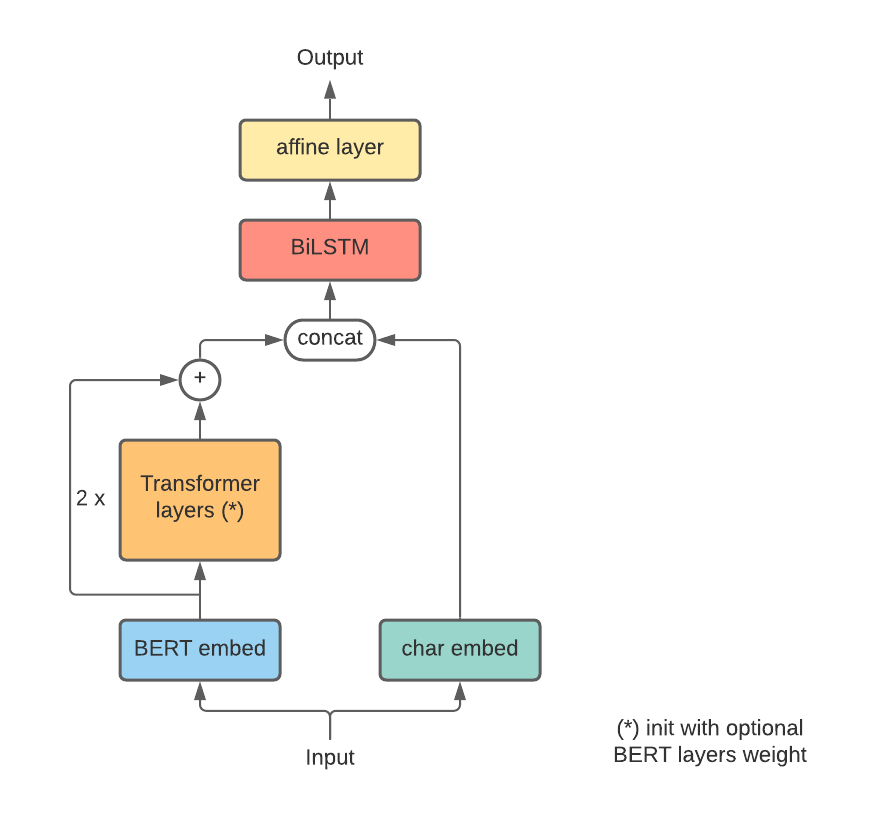 Output
affine layer
BiLSTM
concat
+
2 x
Transformer
layers (*)
BERT embed
char embed
Input
(*) init with optional
BERT layers weight